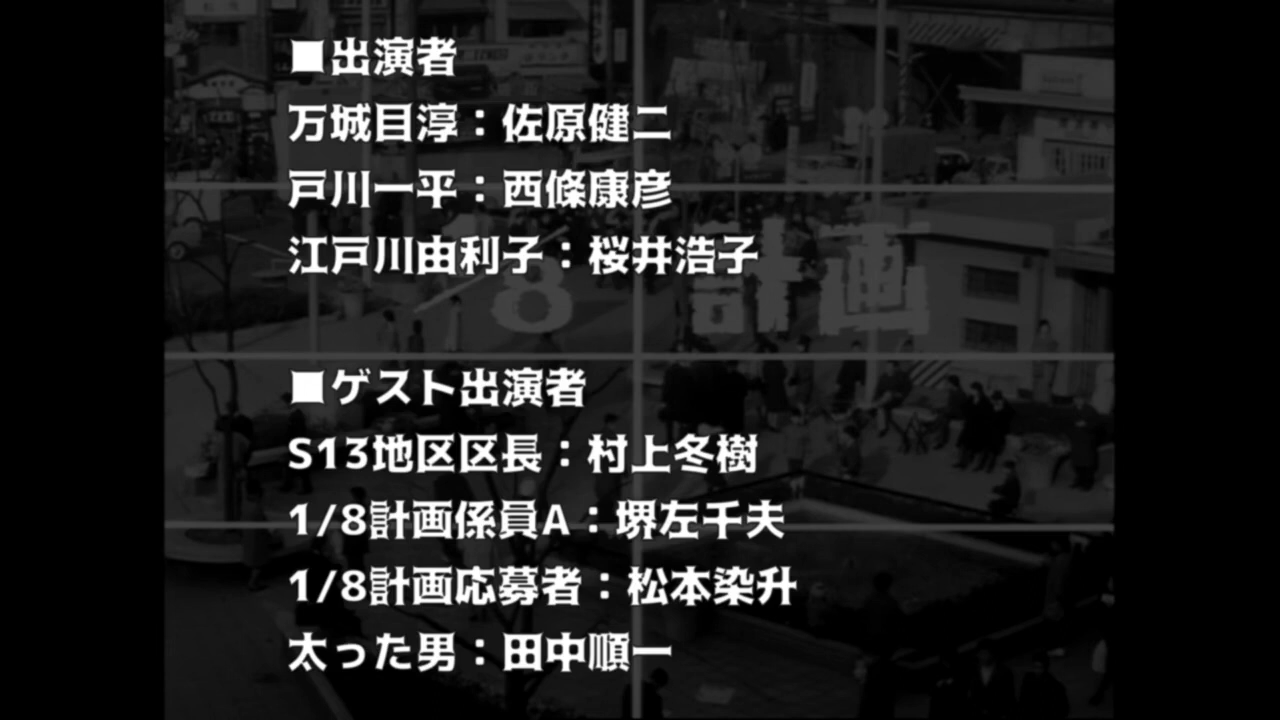 ■出演者
万城目淳：佐原健二
戸川一平：西條康彦
江戸川由利子：桜井浩子
8 計画
■ゲスト出演者
S13地区区長：村上冬樹
1/8計画係員A：堺左千夫
1/8計画応募者：松本染升
太った男：田中順一